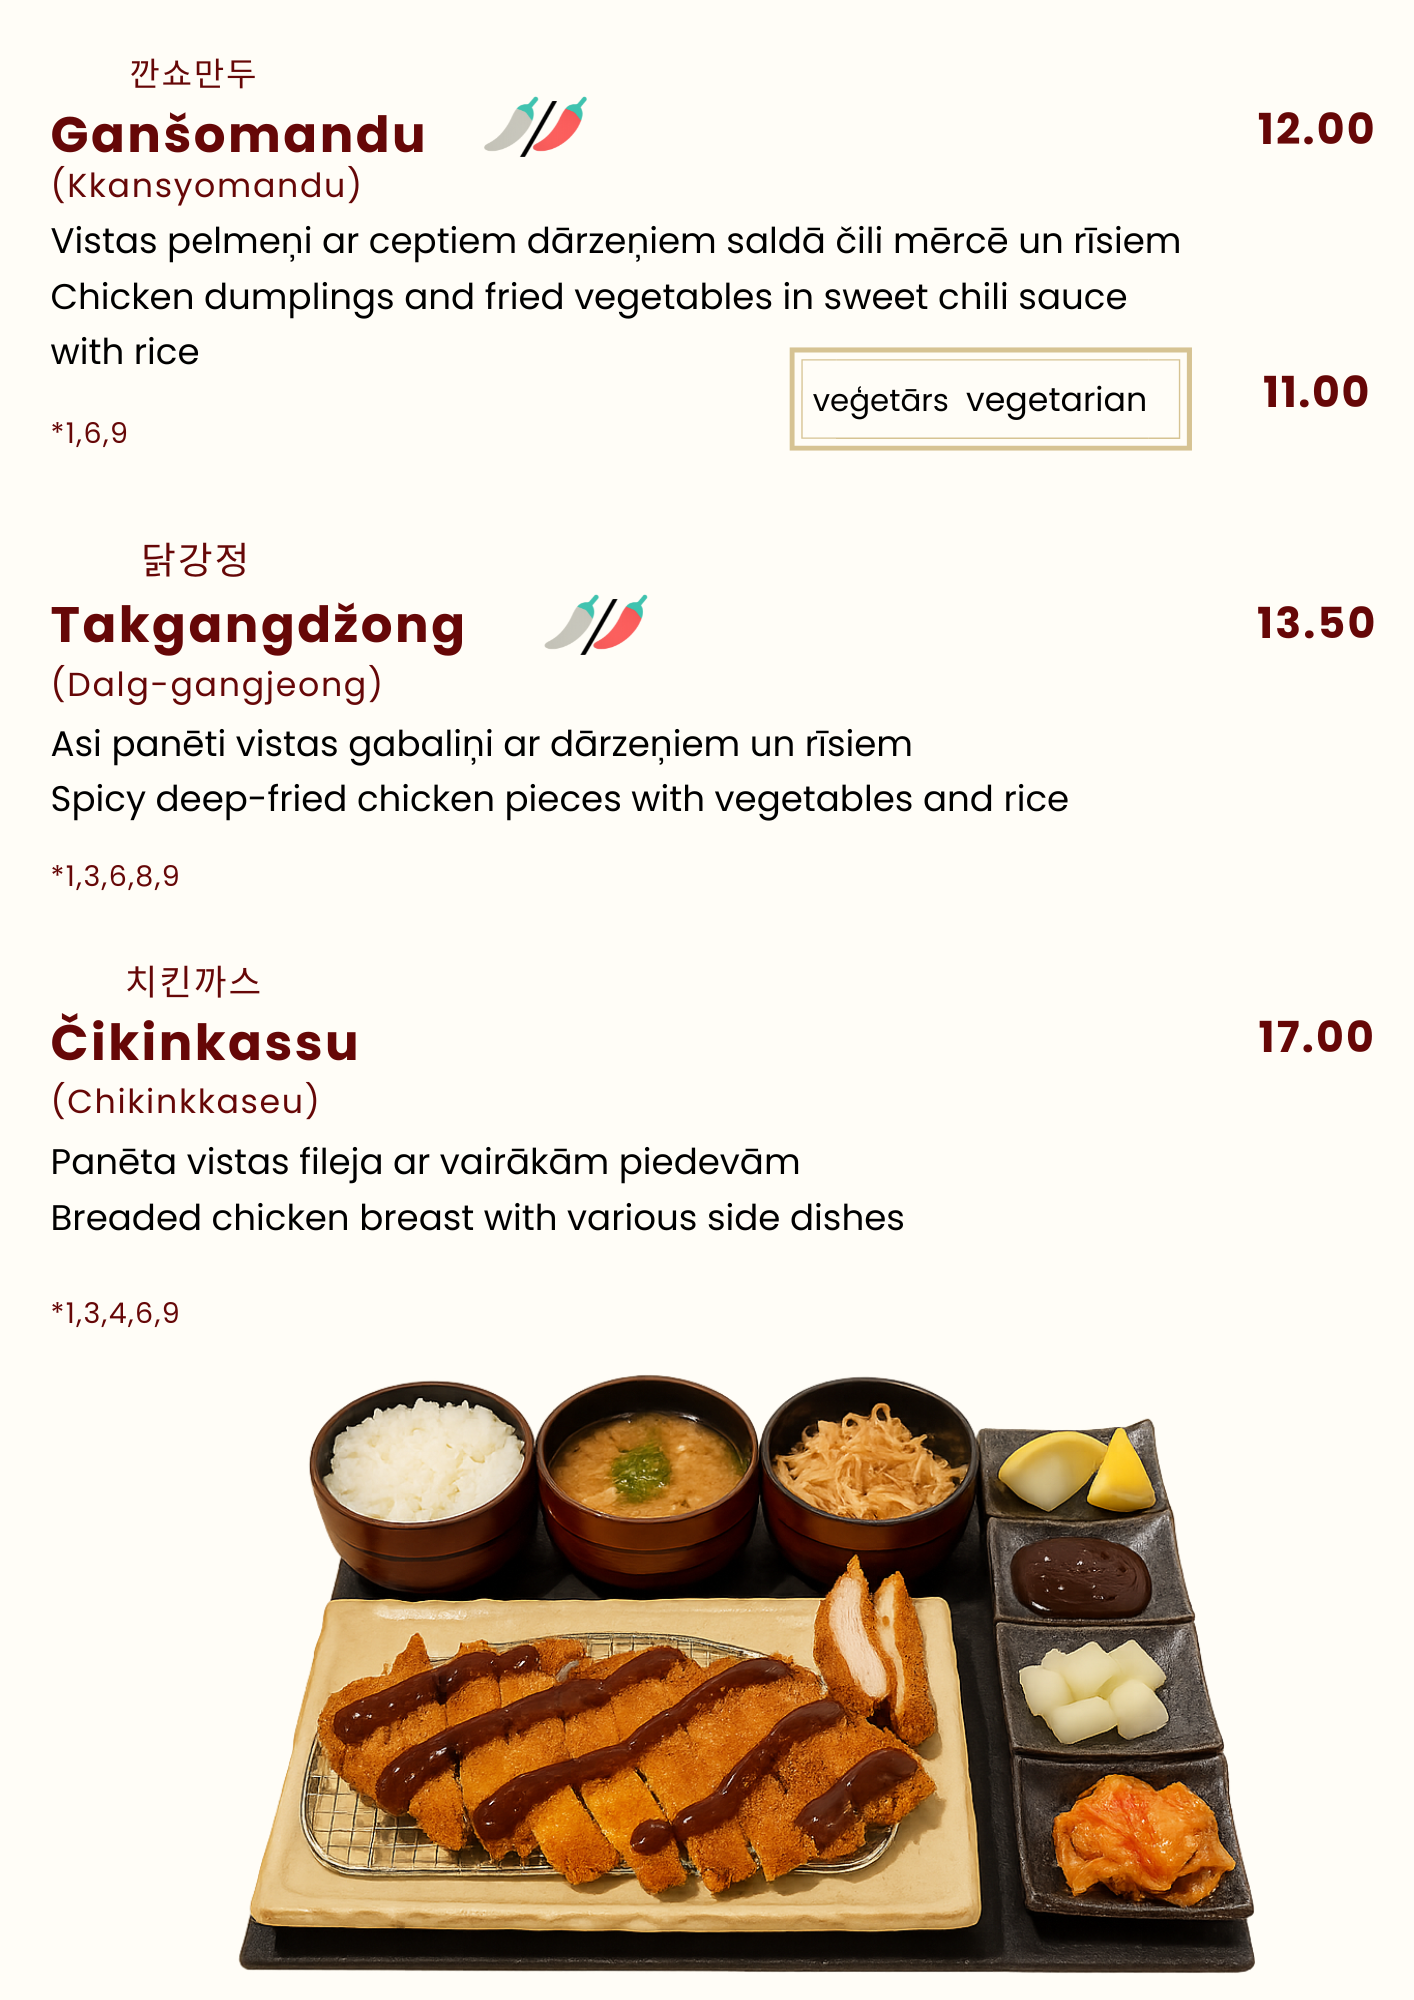 깐쇼만두
Ganšomandu
12.00
(Kkansyomandu)
Vistas pelmeņi ar ceptiem dārzeņiem saldā čili mērcē un rīsiem
Chicken dumplings and fried vegetables in sweet chili sauce
with rice
veģetārs vegetarian
11.00
*1,6,9
닭강정
Takgangdžong
13.50
(Dalg-gangjeong)
Asi panēti vistas gabaliņi ar dārzeņiem un rīsiem
Spicy deep-fried chicken pieces with vegetables and rice
*1,3,6,8,9
치킨까스
Čikinkassu
17.00
(Chikinkkaseu)
Panēta vistas fileja ar vairākām piedevām
Breaded chicken breast with various side dishes
*1,3,4,6,9